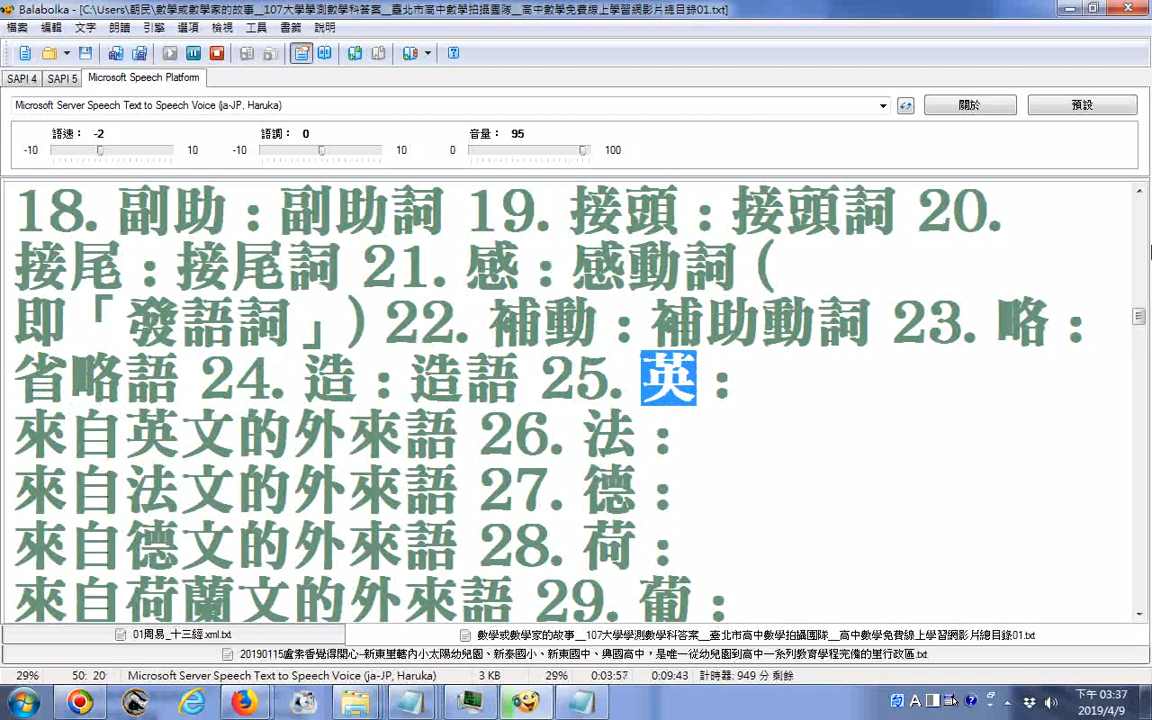 Balabolka - [C:\Users\朝民\數學或數學家的故事__107大學學測數學科答案__臺北市高中數學拍攝團隊__高中數學免費線上學習網影片總目錄01.txt]
檔案 編輯 文字 朗讀 引擎 選項 檢視 工具 書籤 說明
SAPI 4 SAPI 5 Microsoft Speech Platform
Microsoft Server Speech Text to Speech Voice (ja-JP, Haruka) 關於 預設
語速： -2 語調： 0 音量： 95
-10 10 -10 10 0 100
18. 副助：副助詞 19. 接頭：接頭詞 20.
接尾：接尾詞 21. 感：感動詞（
即「發語詞」) 22. 補動：補助動詞 23. 略：
省略語 24. 造：造語 25. 英：
來自英文的外來語 26. 法：
來自法文的外來語 27. 德：
來自德文的外來語 28. 荷：
來自荷蘭文的外來語 29. 葡：
01周易_十三經.xml.txt 數學或數學家的故事__107大學學測數學科答案__臺北市高中數學拍攝團隊__高中數學免費線上學習網影片總目錄01.txt
20190115盧素香覺得開心--新東里轄內小太陽幼兒園、新泰國小、新東國中、興國高中，是唯一從幼兒園到高中一系列教育學程完備的里行政區.txt
29% 50: 20 Microsoft Server Speech Text to Speech Voice (ja-JP, Haruka) 3 KB 29% 0:03:57 0:09:43 計時器: 949 分 剩餘
下午 03:37
2019/4/9